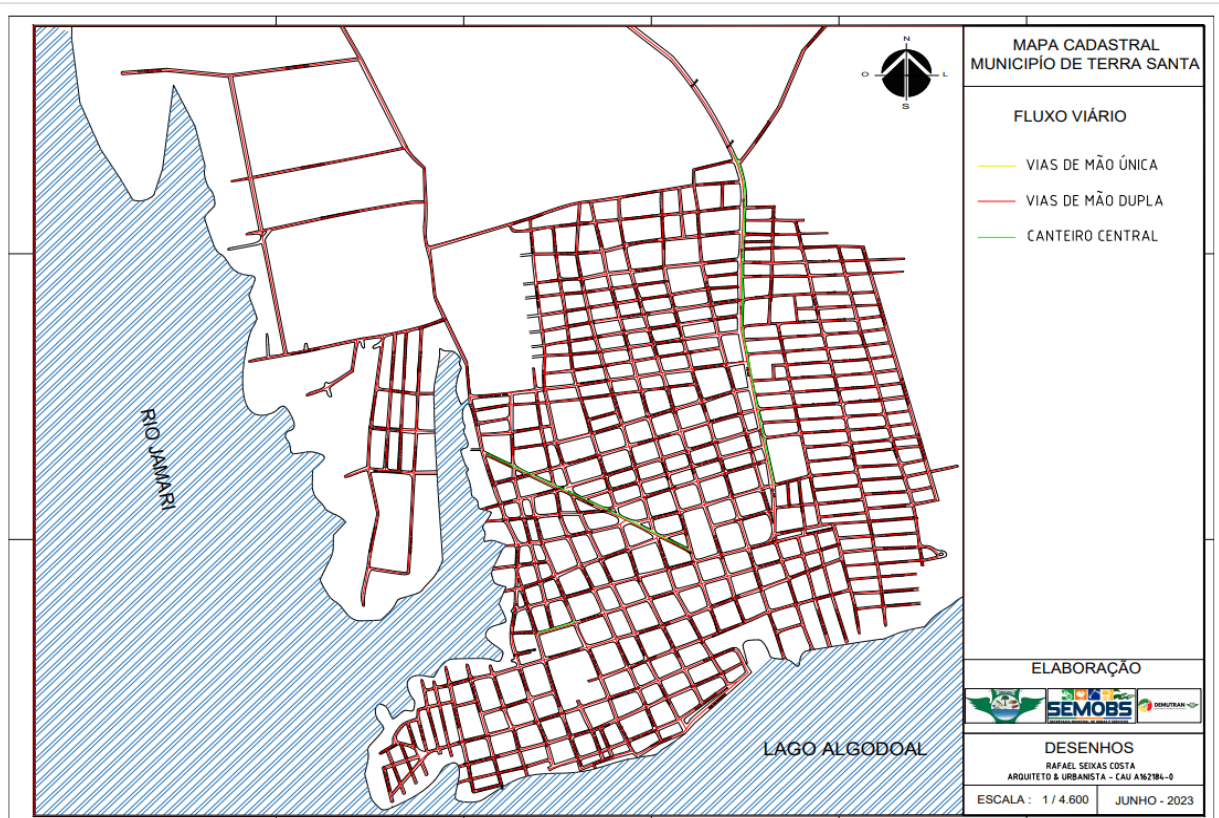 MAPA CADASTRAL
MUNICIPÍO DE TERRA SANTA
FLUXO VIÁRIO
VIAS DE MÃO ÚNICA
VIAS DE MÃO DUPLA
CANTEIRO CENTRAL
N
O
L
S
RIO JAMARI
LAGO ALGODOAL
ELABORAÇÃO
SEMOBS
DEMUTRAN
DESENHOS
RAFAEL SEIXAS COSTA
ARQUITETO & URBANISTA - CAU A162184-0
ESCALA : 1 / 4.600
JUNHO - 2023